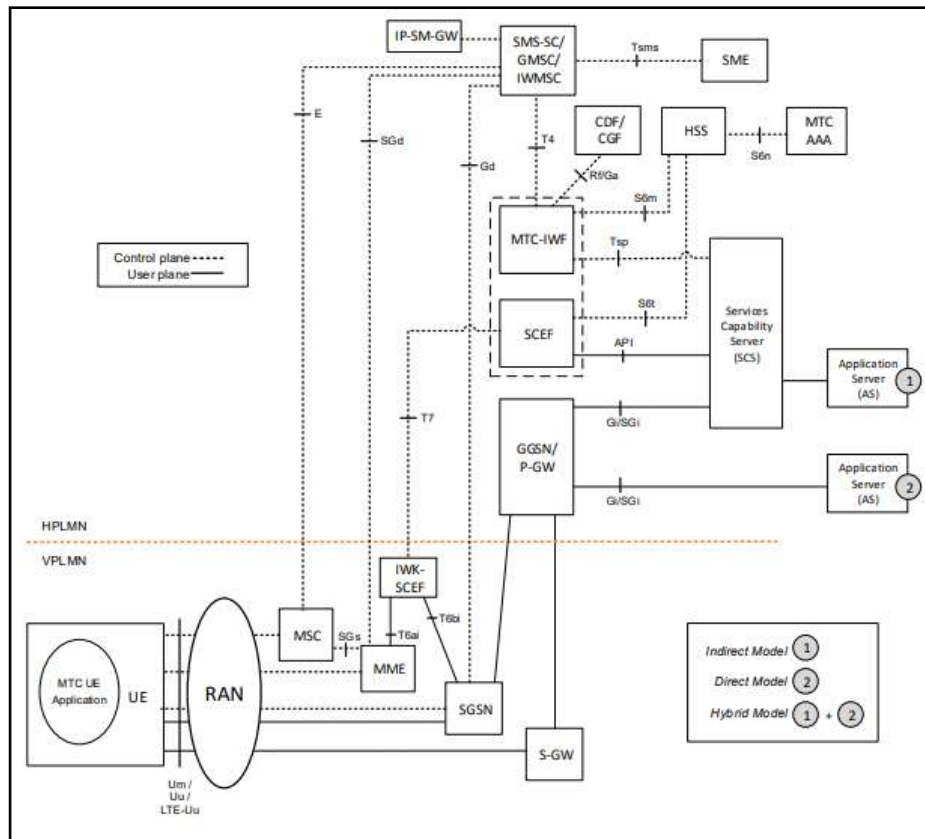 IP-SM-GW
SMS-SC/
GMSC/
IWMSC
Tsms
SME
E
SGd
Gd
T4
CDF/
CGF
Rf/Ga
HSS
S6n
MTC
AAA
S6m
MTC-IWF
Tsp
Control plane
User plane
SCEF
S6t
API
Services
Capability
Server
(SCS)
Application
Server
(AS)
1
T7
GGSN/
P-GW
Gi/SGi
Gi/SGi
Application
Server
(AS)
2
HPLMN
VPLMN
IWK-
SCEF
T6ai
T6bi
MSC
SGs
MME
MTC UE
Application
UE
RAN
SGSN
S-GW
Um /
Uu /
LTE-Uu
Indirect Model 1
Direct Model 2
Hybrid Model 1 + 2